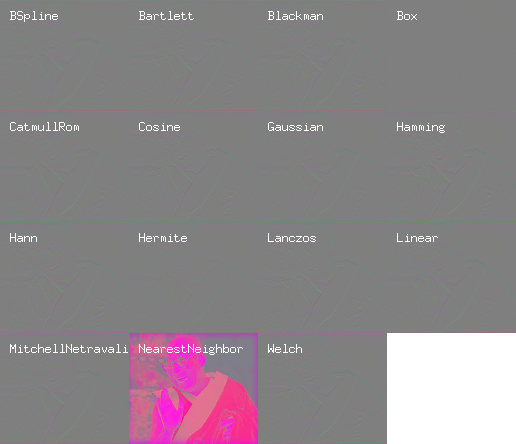 BSpline Bartlett Blackman Box
CatmullRom Cosine Gaussian Hamming
Hann Hermite Lanczos Linear
MitchellNetravali NearestNeighbor Welch